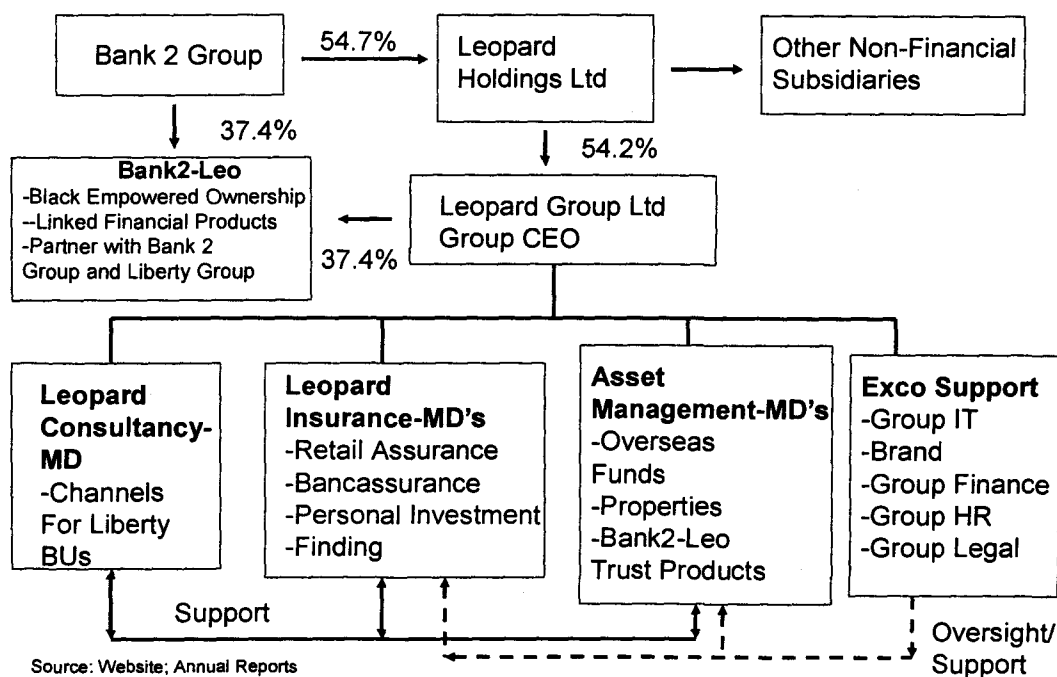 Bank 2 Group
54.7%
Leopard
Holdings Ltd
Other Non-Financial
Subsidiaries
37.4%
54.2%
Bank2-Leo
-Black Empowered Ownership
--Linked Financial Products
-Partner with Bank 2
Group and Liberty Group
37.4%
Leopard Group Ltd
Group CEO
Leopard
Consultancy-
MD
-Channels
For Liberty
BUs
Leopard
Insurance-MD's
-Retail Assurance
-Bancassurance
-Personal Investment
-Finding
Asset
Management-MD's
-Overseas
Funds
-Properties
-Bank2-Leo
Trust Products
Exco Support
-Group IT
-Brand
-Group Finance
-Group HR
-Group Legal
Support
Oversight/
Support
Source: Website; Annual Reports